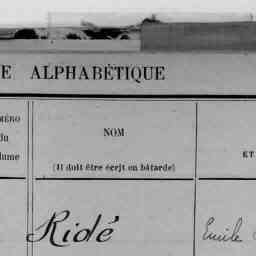 E ALPHABÉTIQUE
MÉRO
du
lume
NOM
(Il doit être écrit en bâtarde)
ET
Ridé
Emile